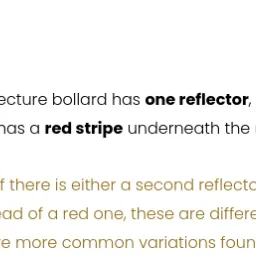 ecture bollard has one reflector,
has a red stripe underneath the
f there is either a second reflecto
ead of a red one, these are differe
re more common variations foun